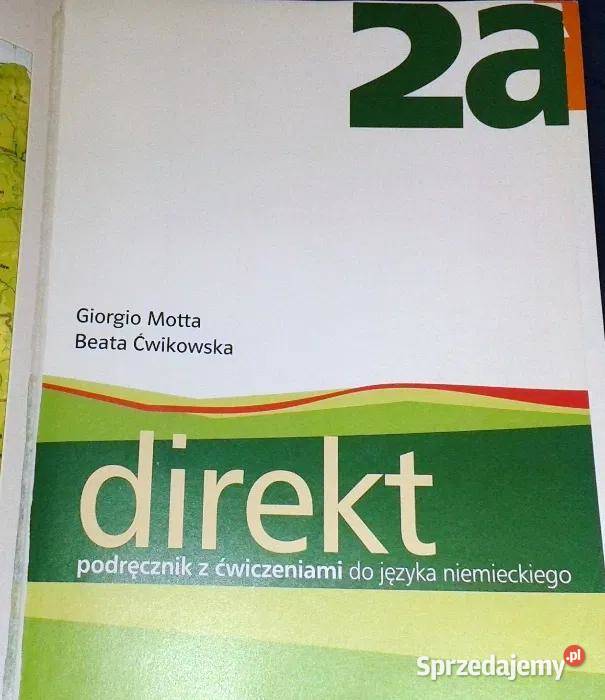 2a
Giorgio Motta
Beata Ćwikowska
direkt
podręcznik z ćwiczeniami do języka niemieckiego
Sprzedajemy.pl